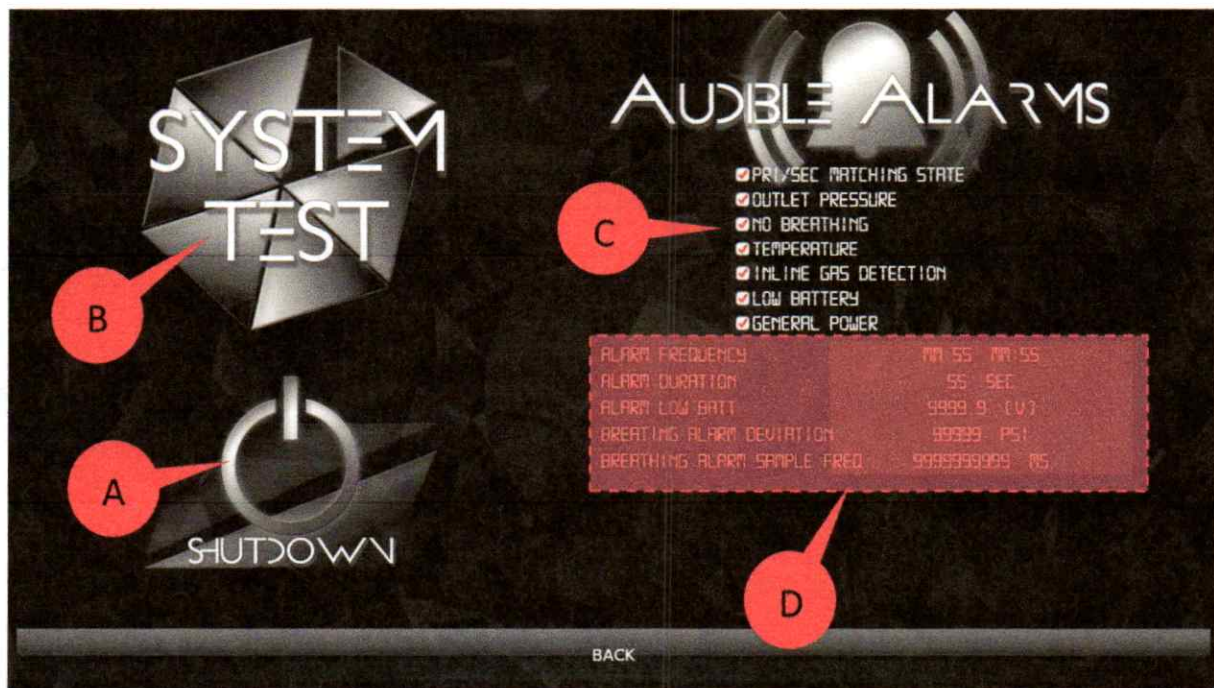 SYSTEM
TEST
B
A
SHUTDOWN
AUDIBLE ALARMS
PRI/SEC MATCHING STATE
OUTLET PRESSURE
NO BREATHING
TEMPERATURE
INLINE GAS DETECTION
LOW BATTERY
GENERAL POWER
C
ALARM FREQUENCY MM:SS MM:SS
ALARM DURATION SS SEC
ALARM LOW BATT 9999.9 [V]
BREATING ALARM DEVIATION 99999 PSI
BREATHING ALARM SAMPLE FREQ 9999999999 MS
D
BACK